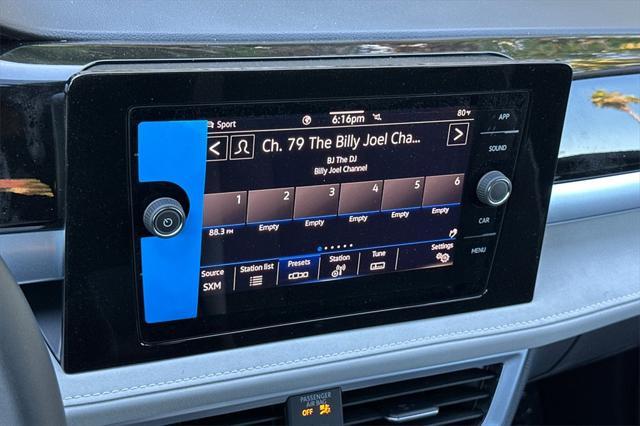 Sport
6:16pm
80°F
APP
Ch. 79 The Billy Joel Cha...
SOUND
BJ The DJ
Billy Joel Channel
1 2 3 4 5 6
88.3 FM Empty Empty Empty Empty Empty
CAR
Settings
MENU
Source Station list Presets Station Tune
SXM
PASSENGER
AIR BAG
OFF